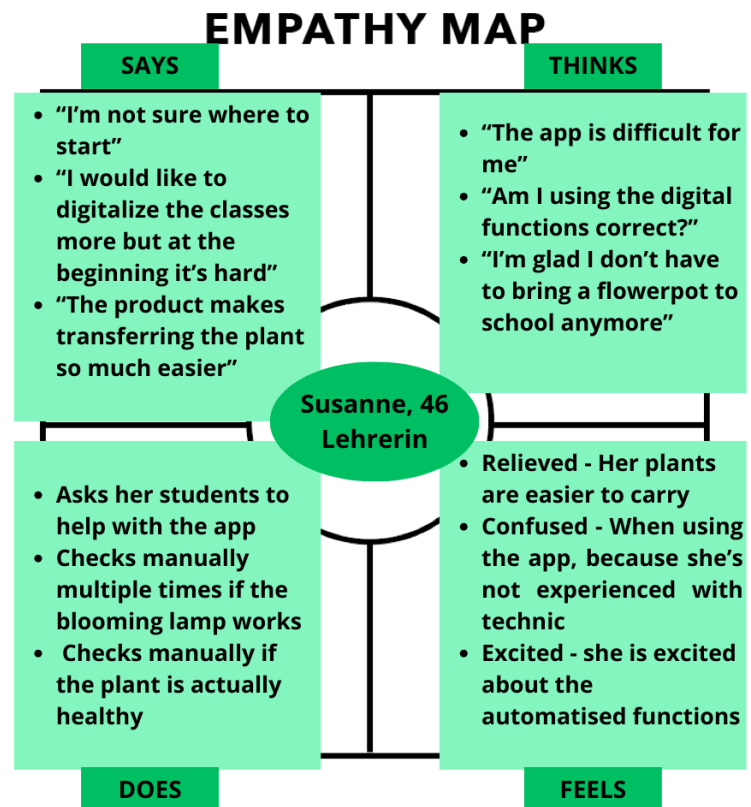 EMPATHY MAP
SAYS
• “I’m not sure where to
start”
• “I would like to
digitalize the classes
more but at the
beginning it’s hard”
• “The product makes
transferring the plant
so much easier”
THINKS
• “The app is difficult for
me”
• “Am I using the digital
functions correct?”
• “I’m glad I don’t have
to bring a flowerpot to
school anymore”
Susanne, 46
Lehrerin
• Asks her students to
help with the app
• Checks manually
multiple times if the
blooming lamp works
• Checks manually if
the plant is actually
healthy
DOES
• Relieved - Her plants
are easier to carry
• Confused - When using
the app, because she’s
not experienced with
technic
• Excited - she is excited
about the
automatised functions
FEELS